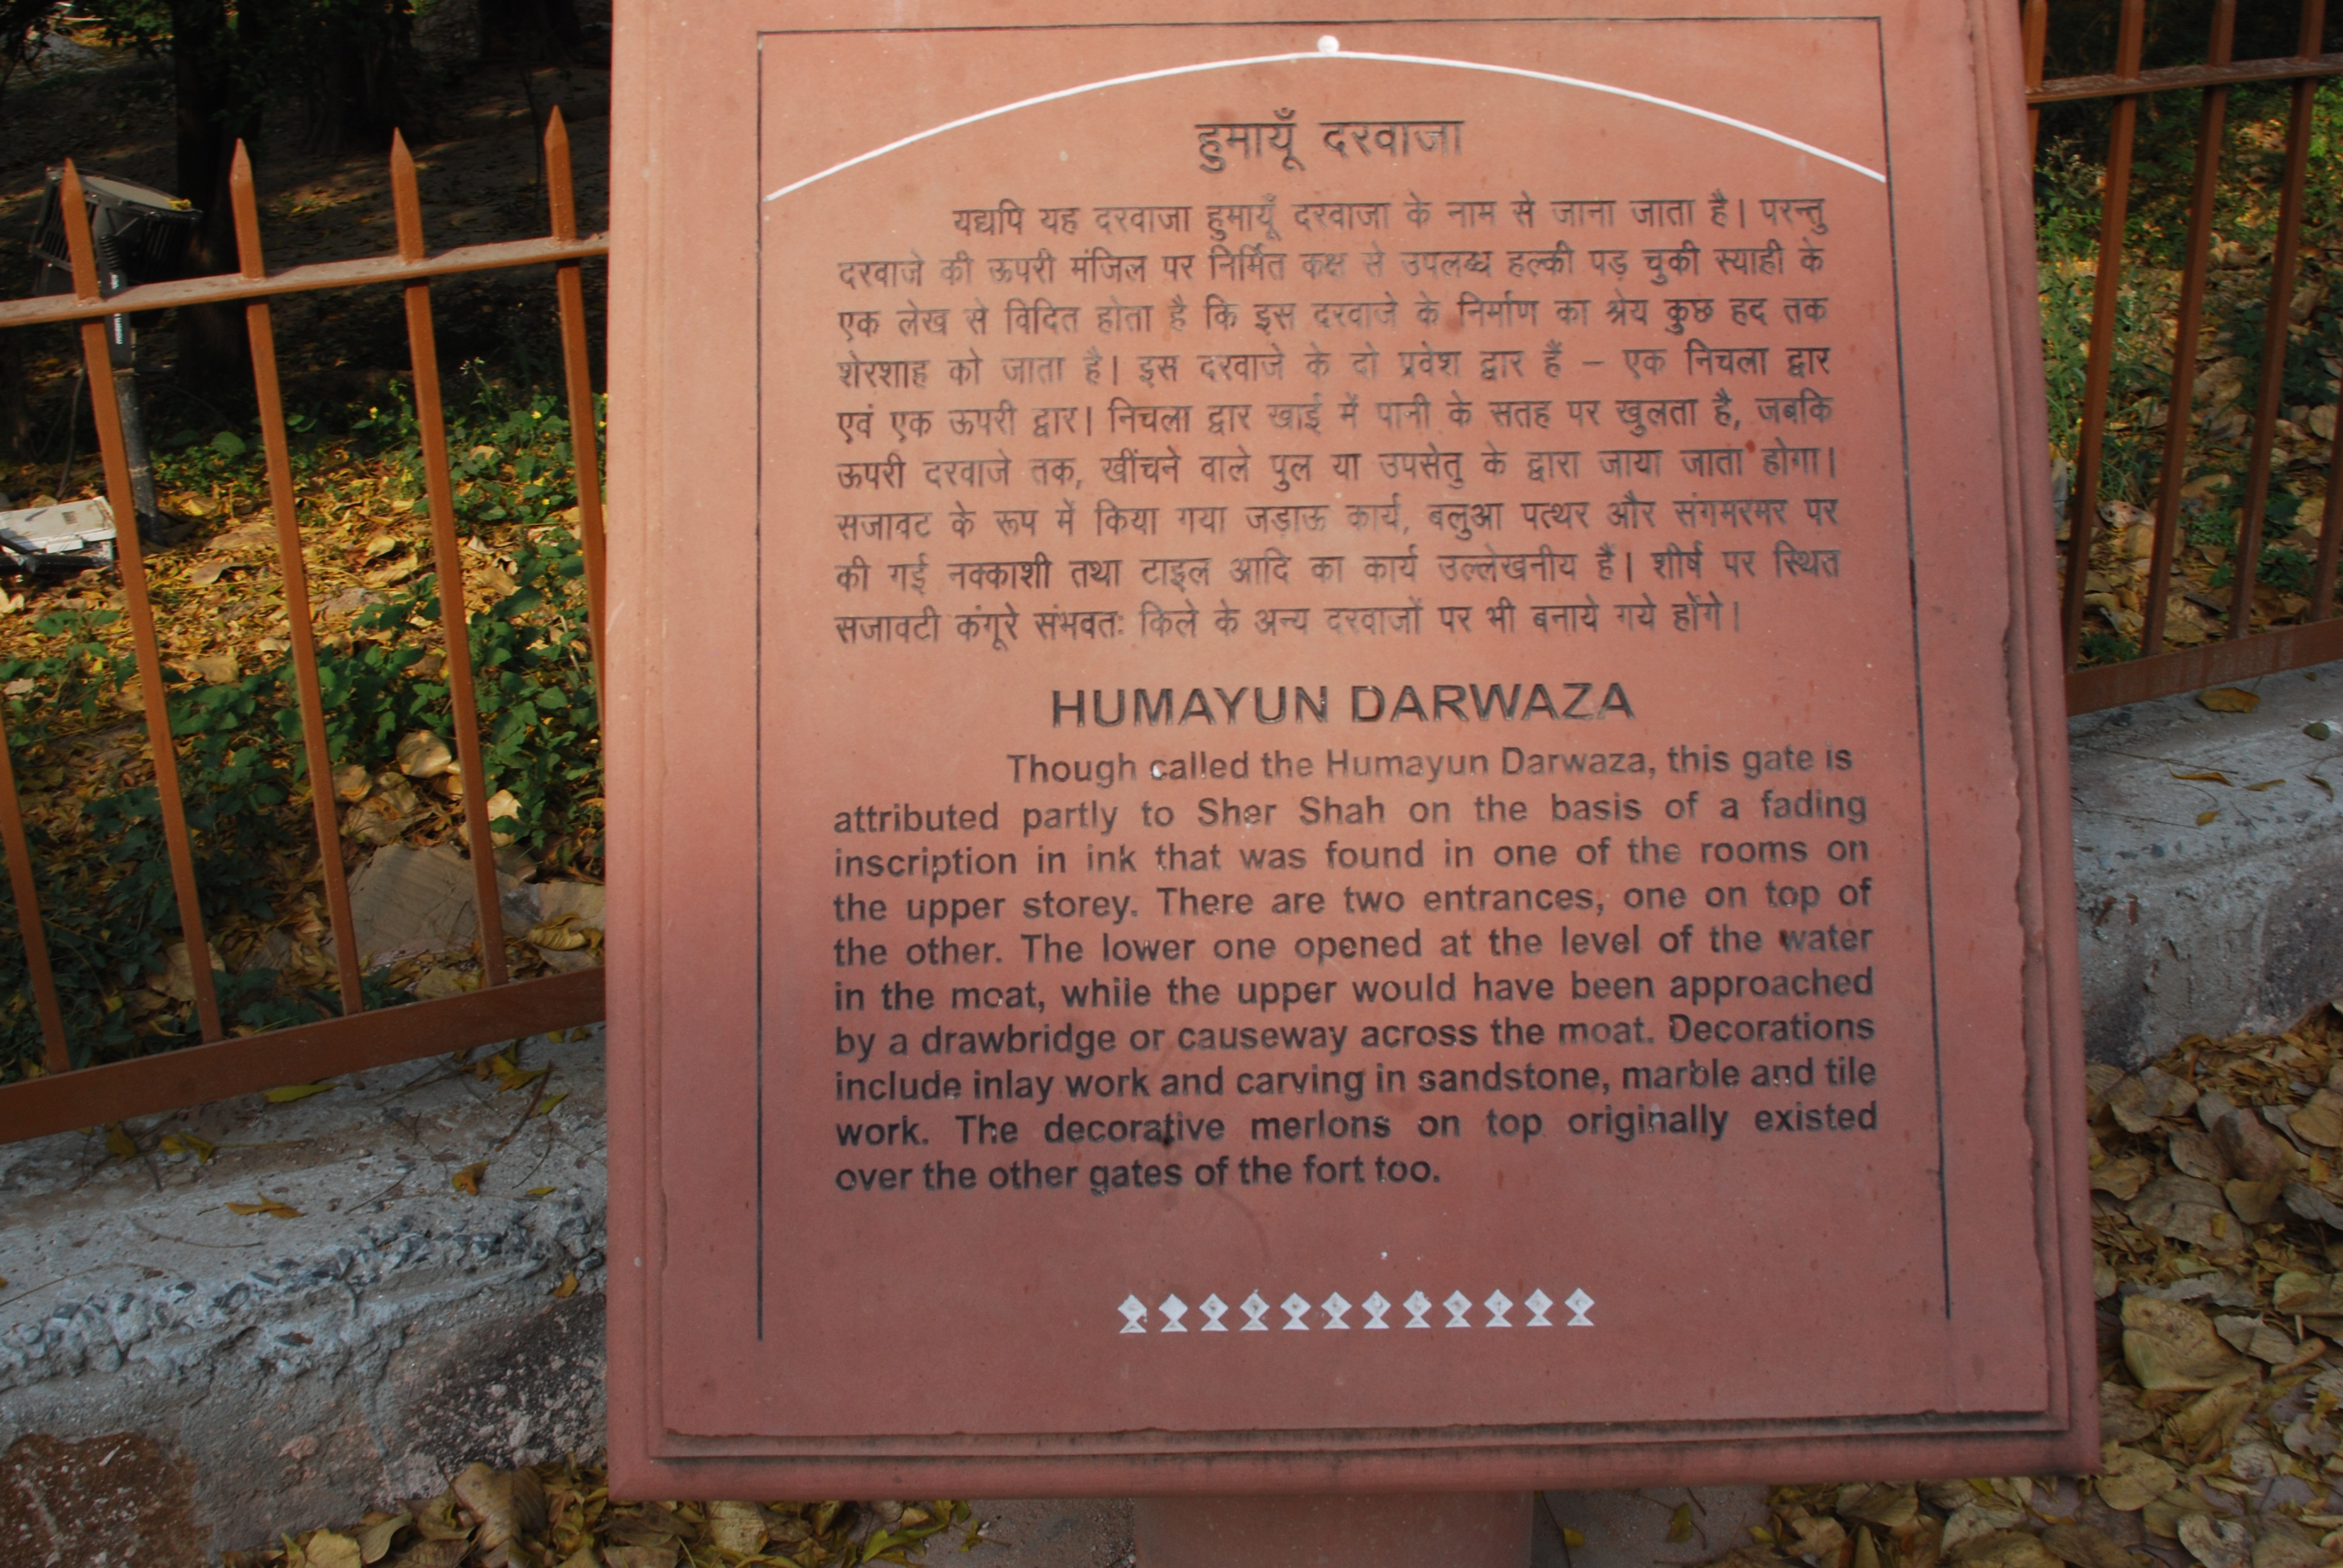 हुमायूँ दरवाजा
यद्यपि यह दरवाजा हुमायूँ दरवाजा के नाम से जाना जाता है। परन्तु
दरवाजे की ऊपरी मंजिल पर निर्मित कक्ष से उपलब्ध हल्की पड़ चुकी स्याही के
एक लेख से विदित होता है कि इस दरवाजे के निर्माण का श्रेय कुछ हद तक
शेरशाह को जाता है। इस दरवाजे के दो प्रवेश द्वार हैं – एक निचला द्वार
एवं एक ऊपरी द्वार। निचला द्वार खाई में पानी के सतह पर खुलता है, जबकि
ऊपरी दरवाजे तक, खींचने वाले पुल या उपसेतु के द्वारा जाया जाता होगा।
सजावट के रूप में किया गया जड़ाऊ कार्य, बलुआ पत्थर और संगमरमर पर
की गई नक्काशी तथा टाइल आदि का कार्य उल्लेखनीय है। शीर्ष पर स्थित
सजावटी कंगूरे संभवतः किले के अन्य दरवाजों पर भी बनाये गये होंगे।
HUMAYUN DARWAZA
Though called the Humayun Darwaza, this gate is
attributed partly to Sher Shah on the basis of a fading
inscription in ink that was found in one of the rooms on
the upper storey. There are two entrances, one on top of
the other. The lower one opened at the level of the water
in the moat, while the upper would have been approached
by a drawbridge or causeway across the moat. Decorations
include inlay work and carving in sandstone, marble and tile
work. The decorative merlons on top originally existed
over the other gates of the fort too.